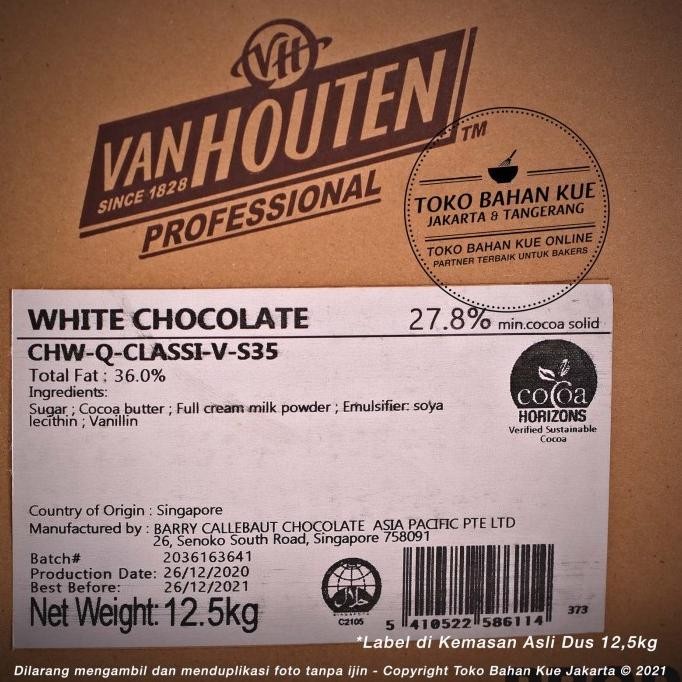 VH
VAN HOUTEN
TM
SINCE 1828
PROFESSIONAL
TOKO BAHAN KUE
JAKARTA & TANGERANG
TOKO BAHAN KUE ONLINE
PARTNER TERBAIK UNTUK BAKERS
WHITE CHOCOLATE 27.8% min.cocoa solid
CHW-Q-CLASSI-V-S35
Total Fat : 36.0%
Ingredients:
Sugar ; Cocoa butter ; Full cream milk powder ; Emulsifier: soya
lecithin ; Vanillin
cocoa
HORIZONS
Verified Sustainable
Cocoa
Country of Origin : Singapore
Manufactured by : BARRY CALLEBAUT CHOCOLATE ASIA PACIFIC PTE LTD
26, Senoko South Road, Singapore 758091
Batch# 2036163641
Production Date: 26/12/2020
Best Before: 26/12/2021
Net Weight: 12.5kg
حلال
SINGAPORE
C2105
5 410522 586114
373
*Label di Kemasan Asli Dus 12,5kg
Dilarang mengambil dan menduplikasi foto tanpa ijin - Copyright Toko Bahan Kue Jakarta © 2021